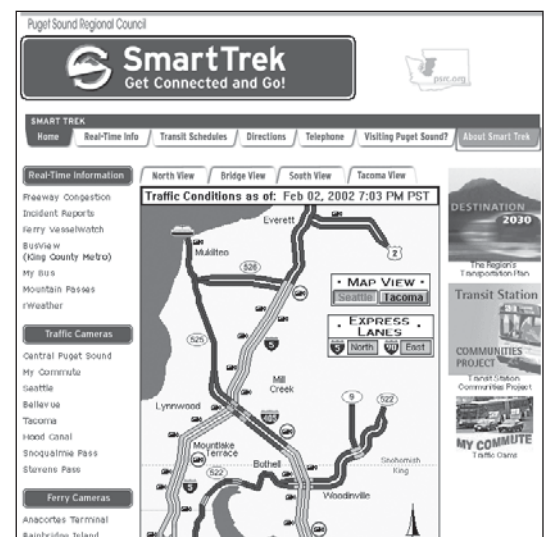 Puget Sound Regional Council
SmartTrek
Get Connected and Go!
psrc.org
SMART TREK
Home Real-Time Info Transit Schedules Directions Telephone Visiting Puget Sound? About Smart Trek
Real-Time Information
Freeway Congestion
Incident Reports
Ferry Vesselwatch
Busview
(King County Metro)
My Bus
Mountain Passes
rWeather
Traffic Cameras
Central Puget Sound
My Commute
Seattle
Bellevue
Tacoma
Hood Canal
Snoqualmie Pass
Stevens Pass
Ferry Cameras
Anacortes Terminal
Bainbridge Island
North View Bridge View South View Tacoma View
Traffic Conditions as of: Feb 02, 2002 7:03 PM PST
Everett
Mukilteo
2
526
· MAP VIEW ·
Seattle Tacoma
· EXPRESS LANES ·
5 North 90 East
525
5
Mill
Creek
9
522
Lynnwood
405
Mountlake
Terrace
Snohomish
King
522
Bothell
5
Woodinville
DESTINATION
2030
The Region's
Transportation Plan
Transit Station
COMMUNITIES
PROJECT
Transit Station
Communities Project
MY COMMUTE
Traffic Cams